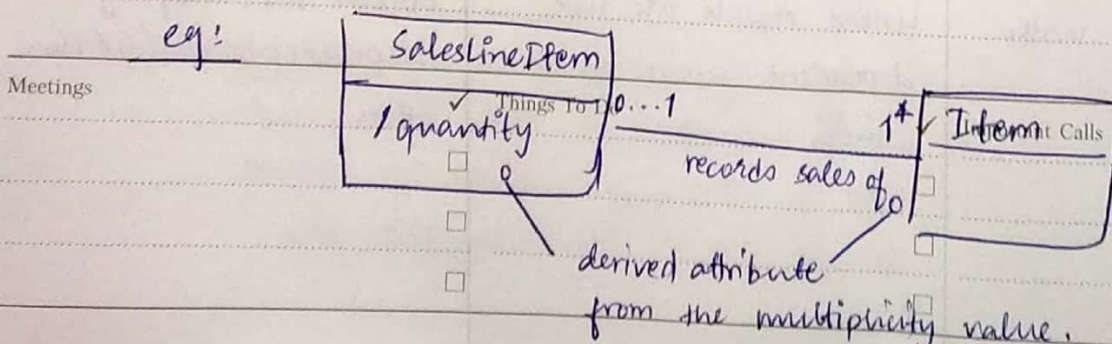 eg:
SalesLineItem
Meetings
✓ Things To
0...1
1*
Item
Calls
/ quantity
records sales of
derived attribute
from the multiplicity value.